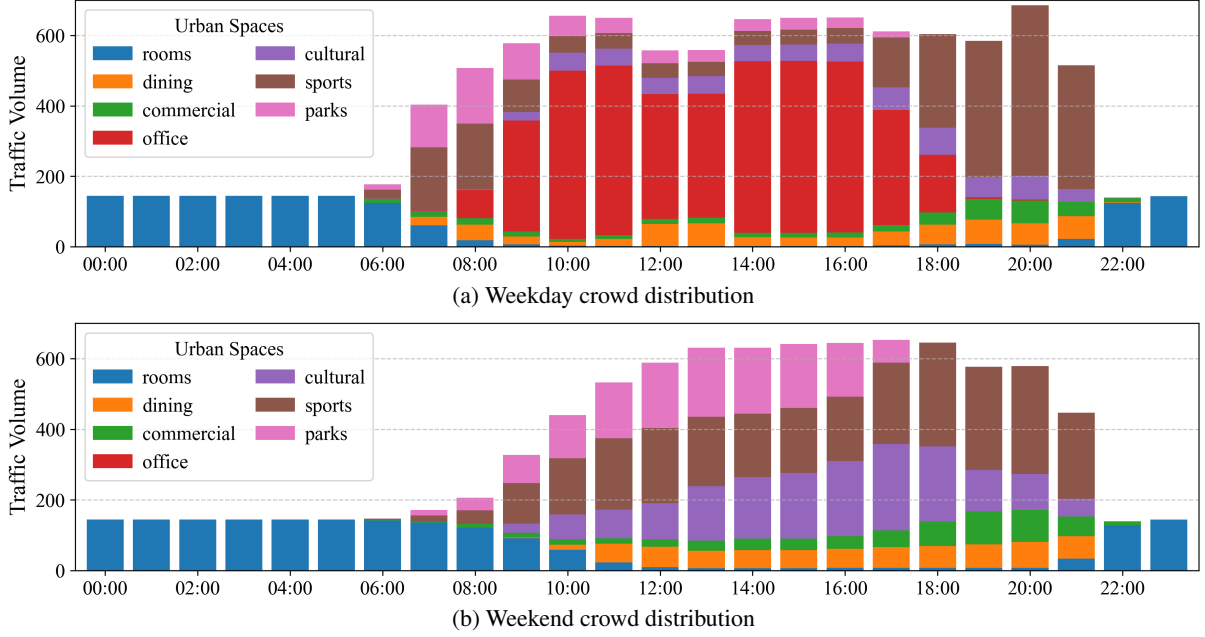 Urban Spaces
rooms
dining
commercial
office
cultural
sports
parks
Traffic Volume
600
400
200
0
00:00 02:00 04:00 06:00 08:00 10:00 12:00 14:00 16:00 18:00 20:00 22:00
(a) Weekday crowd distribution
Urban Spaces
rooms
dining
commercial
office
cultural
sports
parks
Traffic Volume
600
400
200
0
00:00 02:00 04:00 06:00 08:00 10:00 12:00 14:00 16:00 18:00 20:00 22:00
(b) Weekend crowd distribution